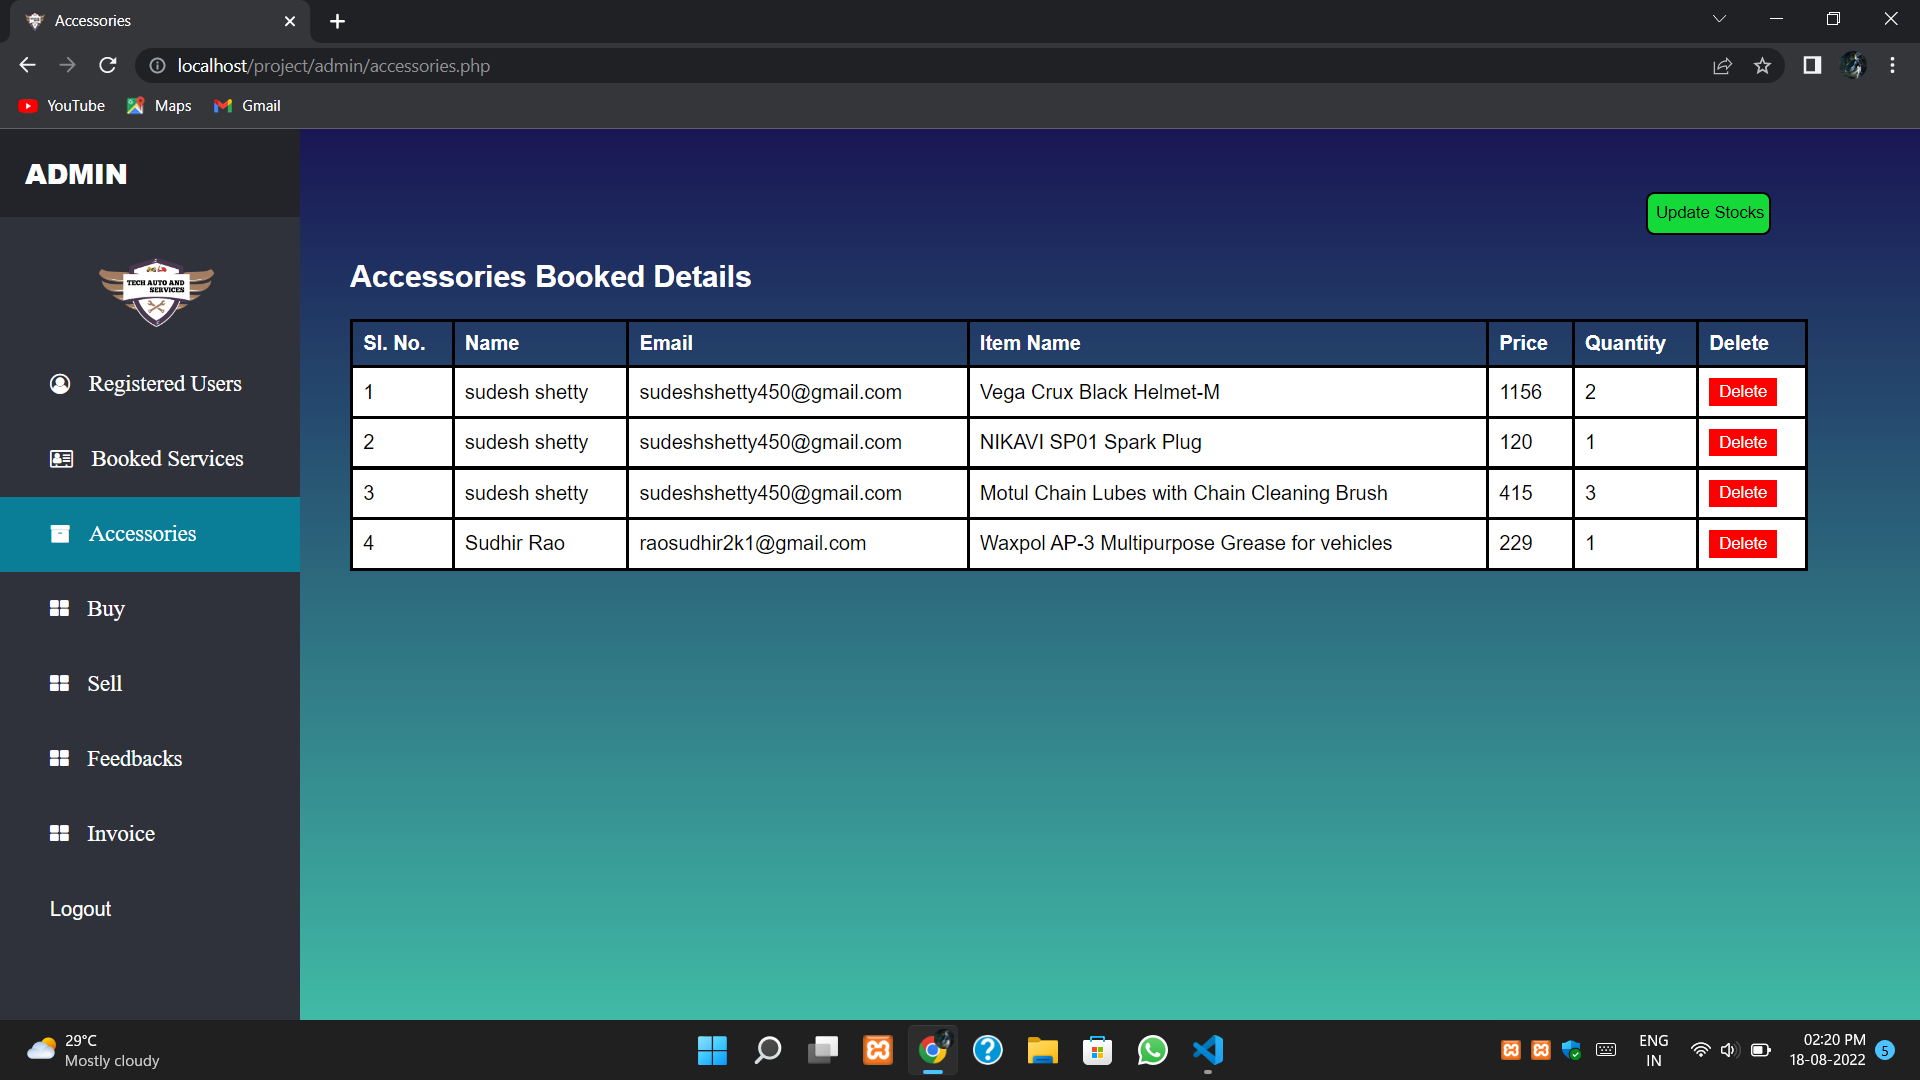 Accessories
localhost/project/admin/accessories.php
YouTube Maps Gmail
ADMIN
Update Stocks
TECH AUTO AND
SERVICES
Accessories Booked Details
Sl. No. Name Email Item Name Price Quantity Delete
1 sudesh shetty sudeshshetty450@gmail.com Vega Crux Black Helmet-M 1156 2 Delete
2 sudesh shetty sudeshshetty450@gmail.com NIKAVI SP01 Spark Plug 120 1 Delete
3 sudesh shetty sudeshshetty450@gmail.com Motul Chain Lubes with Chain Cleaning Brush 415 3 Delete
4 Sudhir Rao raosudhir2k1@gmail.com Waxpol AP-3 Multipurpose Grease for vehicles 229 1 Delete
Registered Users
Booked Services
Accessories
Buy
Sell
Feedbacks
Invoice
Logout
29°C
Mostly cloudy
ENG
IN
02:20 PM
18-08-2022
5